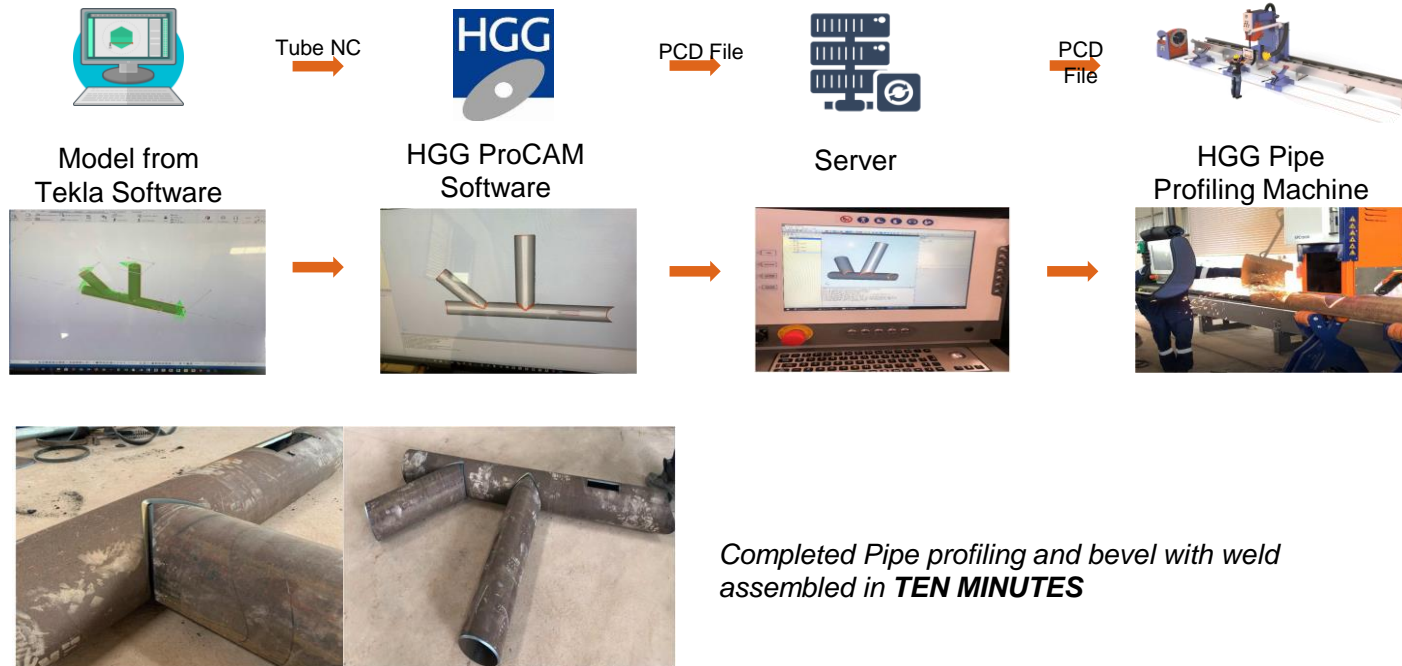 Tube NC
HGG
PCD File
PCD
File
Model from
Tekla Software
HGG ProCAM
Software
Server
HGG Pipe
Profiling Machine
Completed Pipe profiling and bevel with weld
assembled in TEN MINUTES